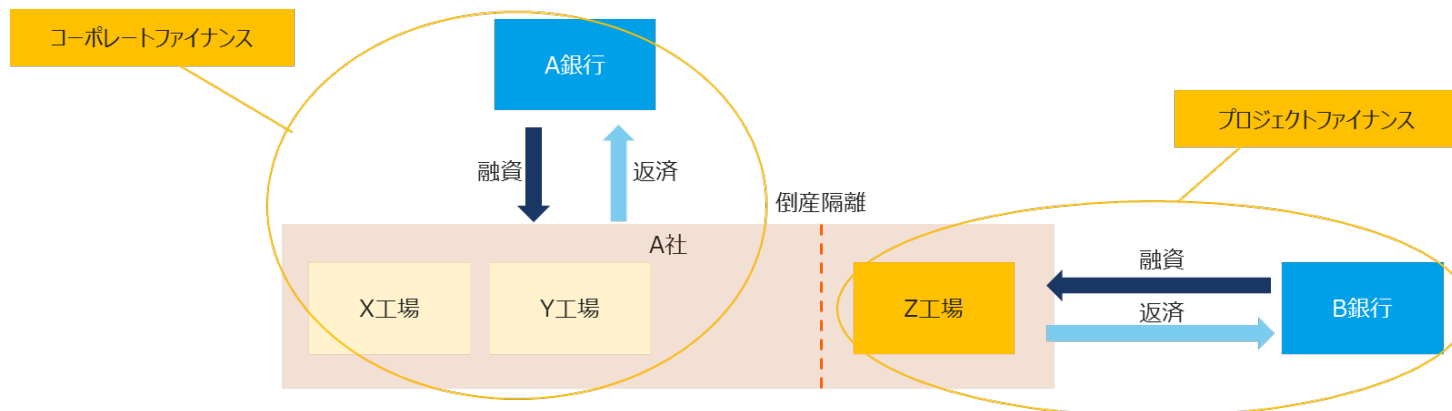 コーポレートファイナンス
A銀行
プロジェクトファイナンス
融資
返済
倒産隔離
A社
X工場
Y工場
Z工場
融資
返済
B銀行